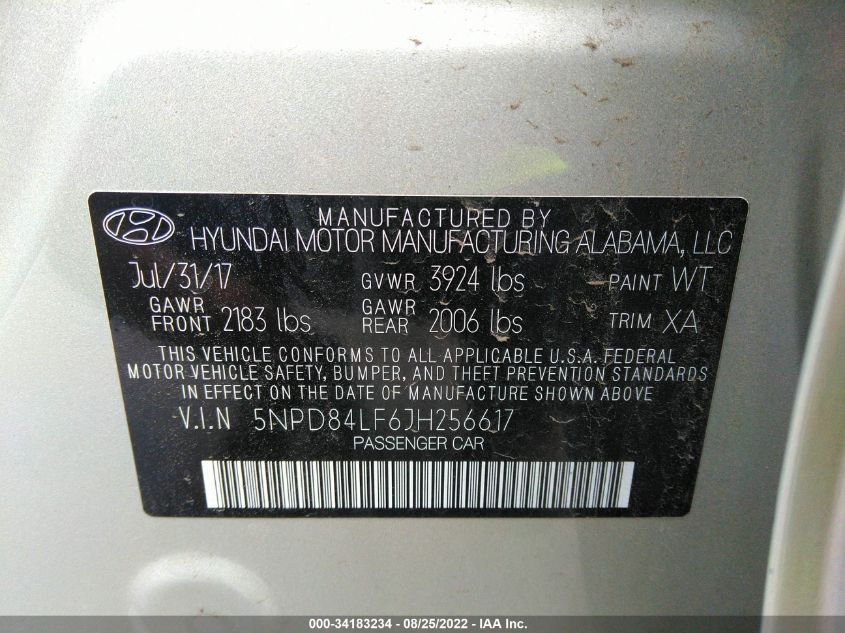 MANUFACTURED BY
HYUNDAI MOTOR MANUFACTURING ALABAMA, LLC
Jul/31/17 GVWR 3924 lbs PAINT WT
GAWR FRONT 2183 lbs GAWR REAR 2006 lbs TRIM XA
THIS VEHICLE CONFORMS TO ALL APPLICABLE U.S.A. FEDERAL
MOTOR VEHICLE SAFETY, BUMPER, AND THEFT PREVENTION STANDARDS
IN EFFECT ON THE DATE OF MANUFACTURE SHOWN ABOVE.
V.I.N 5NPD84LF6JH256617
PASSENGER CAR
000-34183234 - 08/25/2022 - IAA Inc.